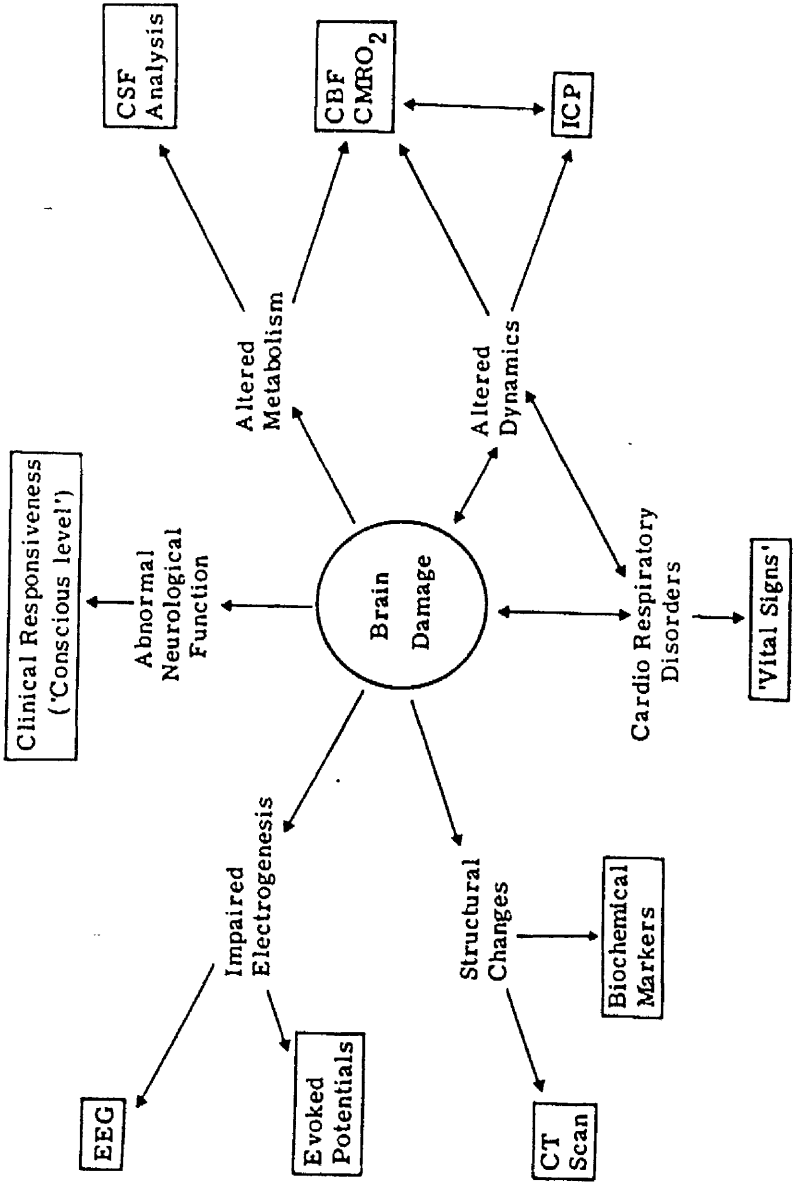 Clinical Responsiveness
('Conscious level')
EEG
CSF
Analysis
Abnormal
Neurological
Function
Impaired
Electrogenesis
Altered
Metabolism
Evoked
Potentials
CBF
CMRO₂
Brain
Damage
Structural
Changes
Altered
Dynamics
CT
Scan
ICP
Biochemical
Markers
Cardio Respiratory
Disorders
'Vital Signs'